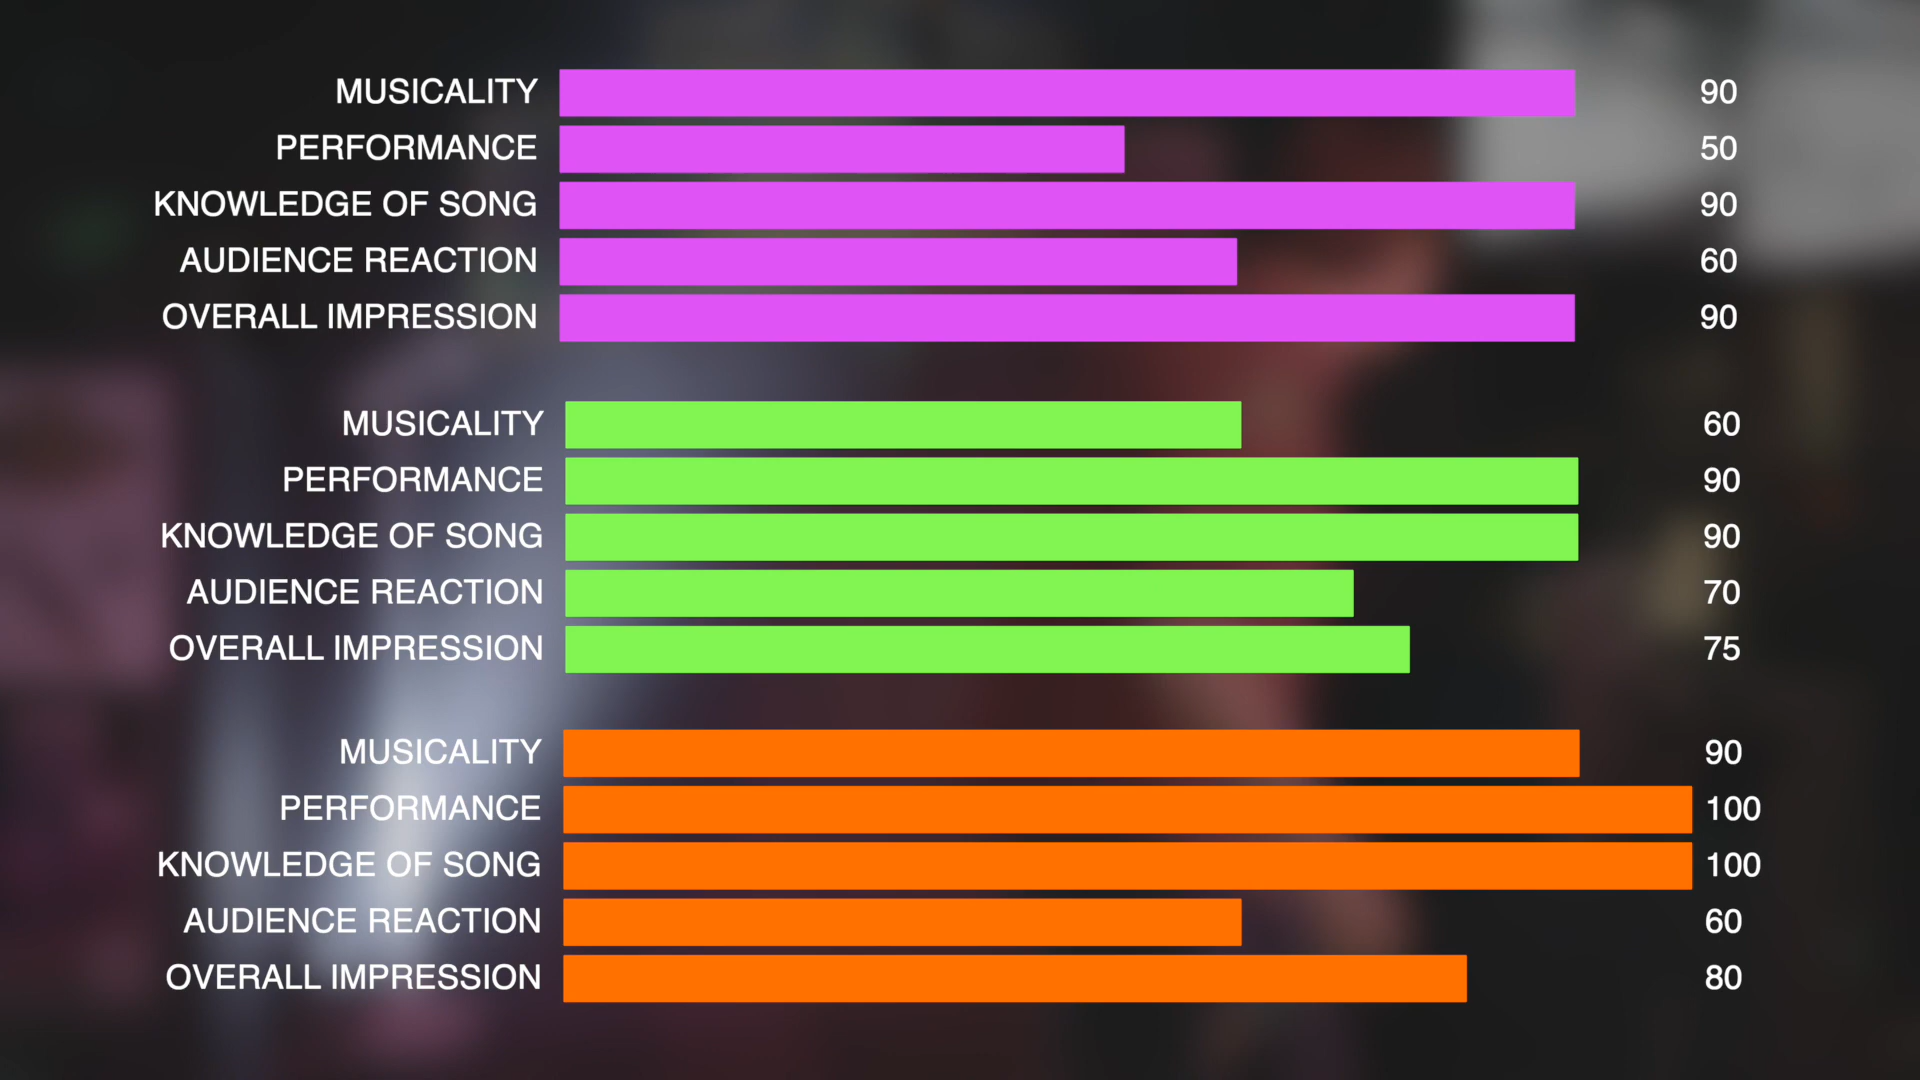 MUSICALITY 90
PERFORMANCE 50
KNOWLEDGE OF SONG 90
AUDIENCE REACTION 60
OVERALL IMPRESSION 90
MUSICALITY 60
PERFORMANCE 90
KNOWLEDGE OF SONG 90
AUDIENCE REACTION 70
OVERALL IMPRESSION 75
MUSICALITY 90
PERFORMANCE 100
KNOWLEDGE OF SONG 100
AUDIENCE REACTION 60
OVERALL IMPRESSION 80